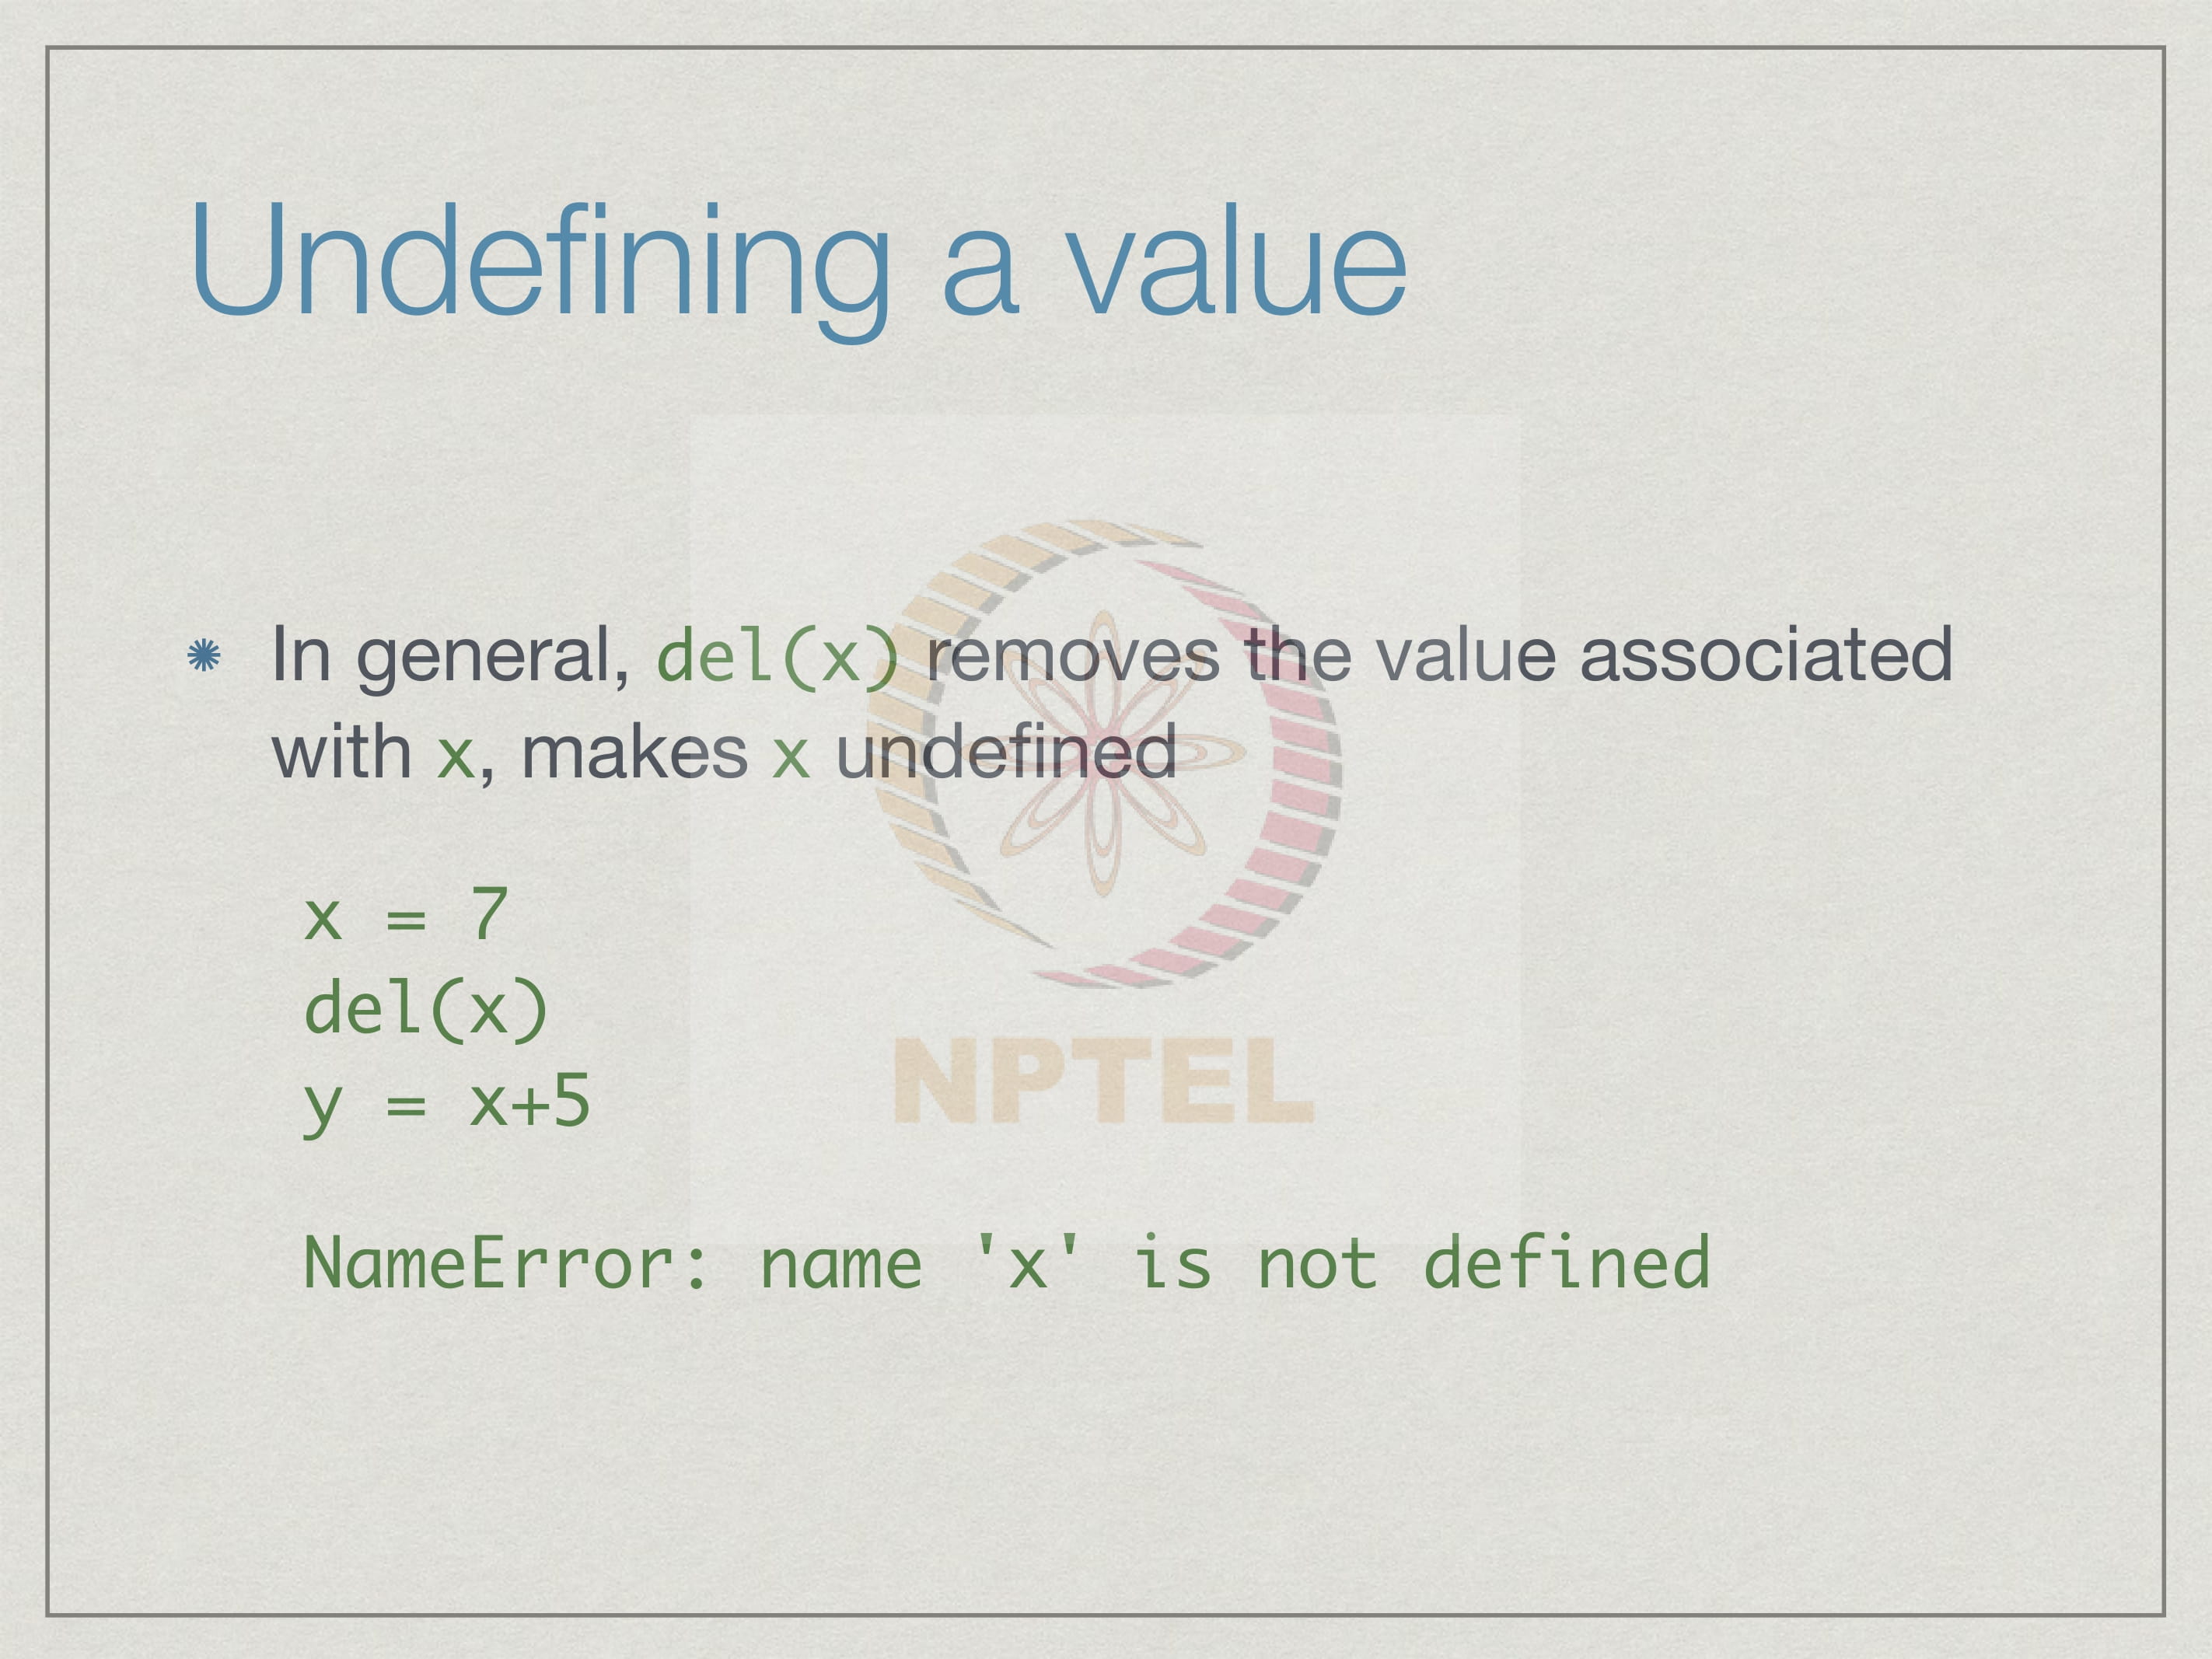 Undefining a value
In general, del(x) removes the value associated
with x, makes x undefined
x = 7
del(x)
y = x+5
NPTEL
NameError: name 'x' is not defined